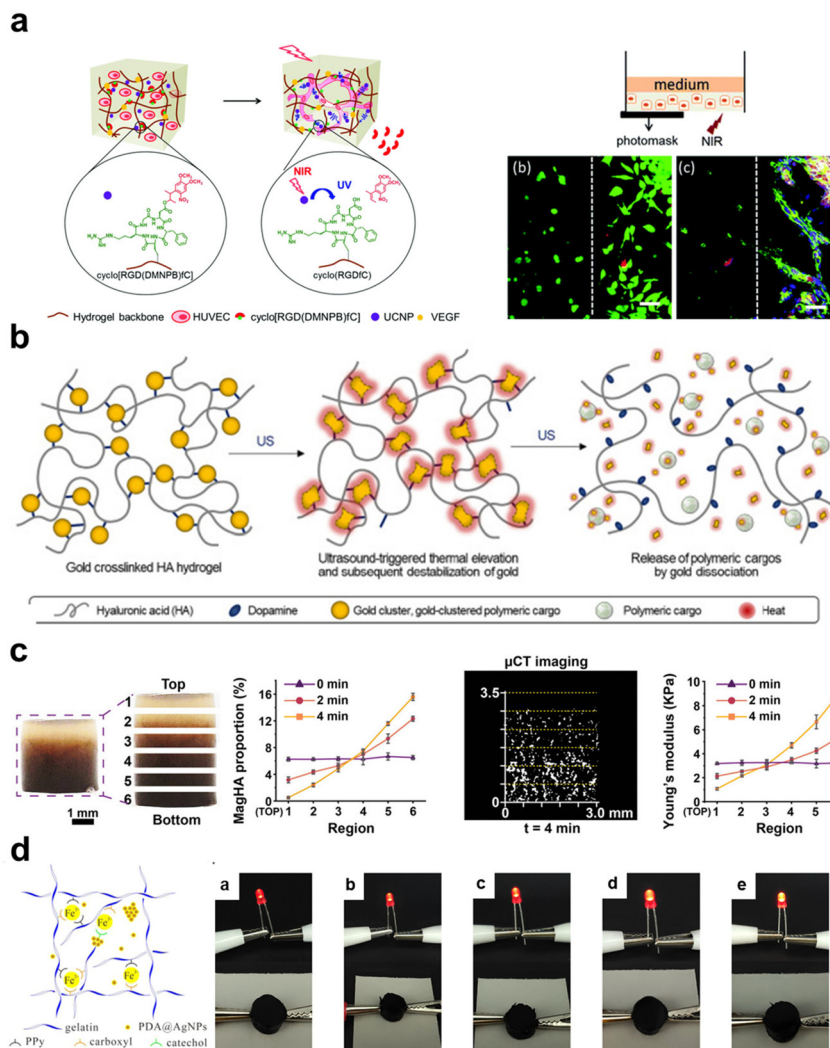 a
NIR
UV
cyclo[RGD(DMNPB)fC]
cyclo(RGDfC)
Hydrogel backbone HUVEC cyclo[RGD(DMNPB)fC] UCNP VEGF
medium
photomask
NIR
(b)
(c)
b
US
US
Gold crosslinked HA hydrogel
Ultrasound-triggered thermal elevation
and subsequent destabilization of gold
Release of polymeric cargos
by gold dissociation
Hyaluronic acid (HA) Dopamine Gold cluster, gold-clustered polymeric cargo Polymeric cargo Heat
c
Top
1
2
3
4
5
6
Bottom
1 mm
MagHA proportion (%)
16
12
8
4
0
0 min
2 min
4 min
(TOP) 1 2 3 4 5 6
Region
µCT imaging
3.5
0
0 3.0 mm
t = 4 min
Young's modulus (KPa)
8
6
4
2
0
0 min
2 min
4 min
(TOP) 1 2 3 4 5
Region
d
gelatin PDA@AgNPs
PPy carboxyl catechol
a
b
c
d
e